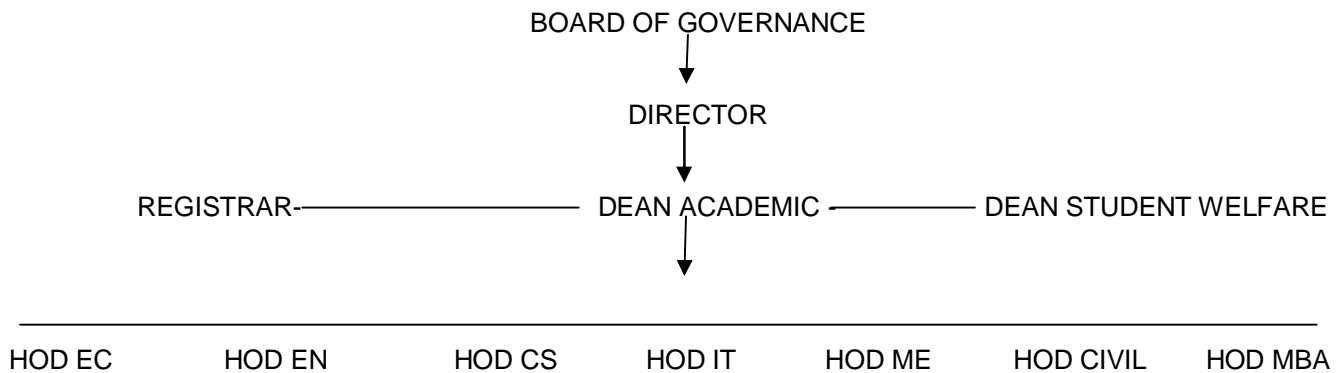 BOARD OF GOVERNANCE
DIRECTOR
REGISTRAR- DEAN ACADEMIC - DEAN STUDENT WELFARE
HOD EC HOD EN HOD CS HOD IT HOD ME HOD CIVIL HOD MBA